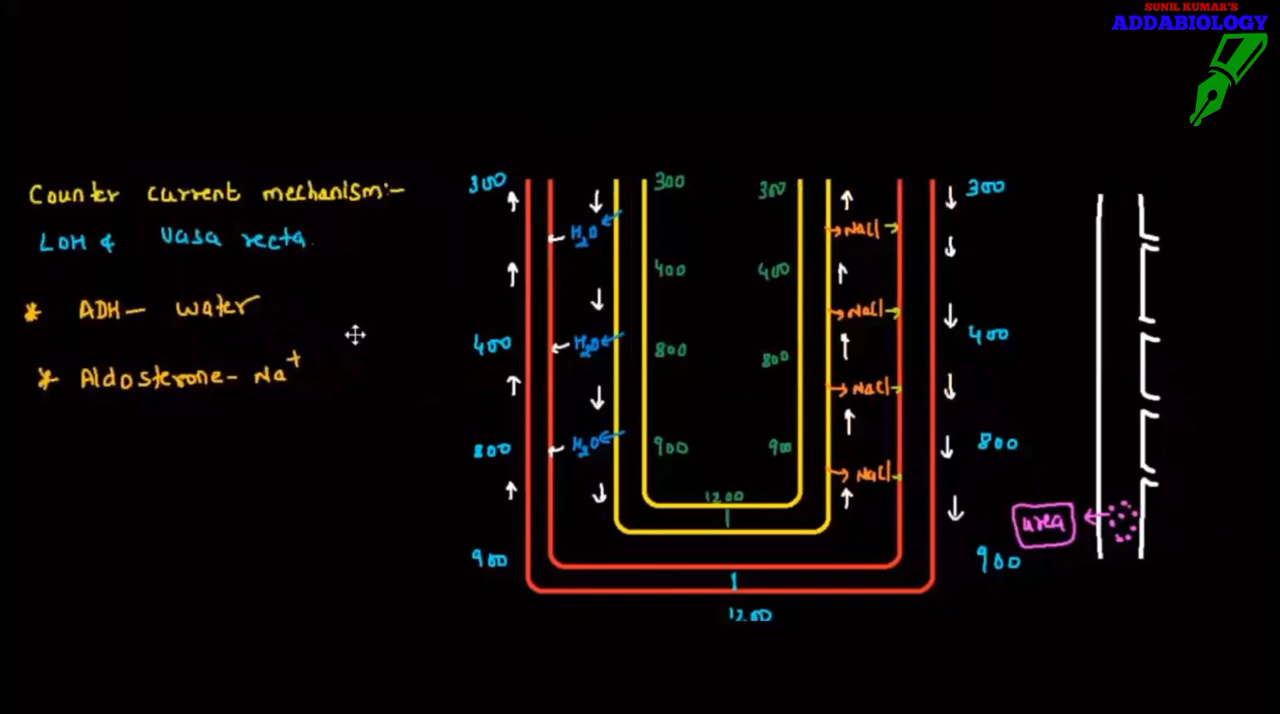 SUNIL KUMAR'S
ADDABIOLOGY
Counter current mechanism:-
LOH & Vasa recta.
* ADH - water
* Aldosterone - Na+
300 300 300 300
H2O NaCl
400 400
NaCl
400 H2O 800 800 400
NaCl
800 H2O 900 900 800
NaCl
1200
urea
900 900
1200